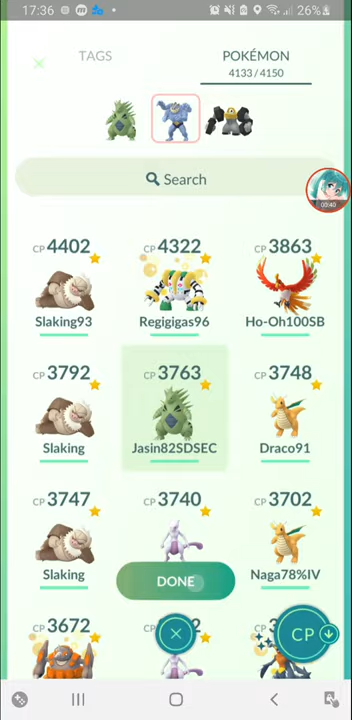 17:36
26%
TAGS
POKÉMON
4133 / 4150
Search
00:40
CP 4402
CP 4322
CP 3863
Slaking93
Regigigas96
Ho-Oh100SB
CP 3792
CP 3763
CP 3748
Slaking
Jasin82SDSEC
Draco91
CP 3747
CP 3740
CP 3702
Slaking
DONE
Naga78%IV
CP 3672
CP